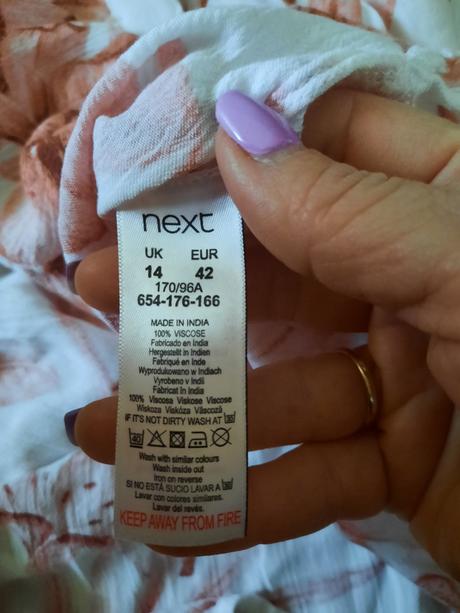 next
UK EUR
14 42
170/96A
654-176-166
MADE IN INDIA
100% VISCOSE
Fabricado en India
Hergestellt in Indien
Fabriqué en Inde
Wyprodukowano w Indiach
Vyrobeno v Indii
Fabricat în India
100% Viscosa Viskose Viscose
Wiskoza Viskóza Vâscoză
IF IT'S NOT DIRTY WASH AT 30
40
Wash with similar colours
Wash inside out
Iron on reverse
SI NO ESTÁ SUCIO LAVAR A 30
Lavar con colores similares.
Lavar del revés.
KEEP AWAY FROM FIRE